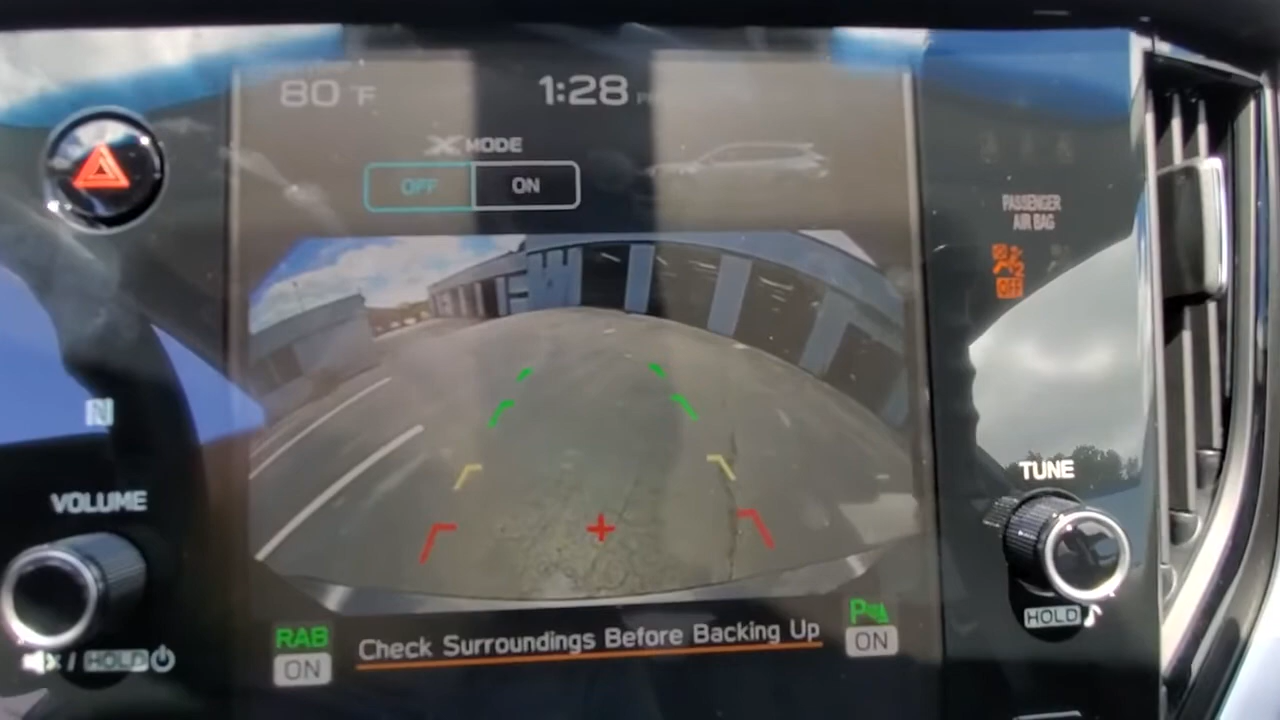 80 °F 1:28
X MODE
OFF ON
PASSENGER
AIR BAG
OFF
N
VOLUME
TUNE
HOLD
RAB
ON
Check Surroundings Before Backing Up
P
ON
/ HOLD